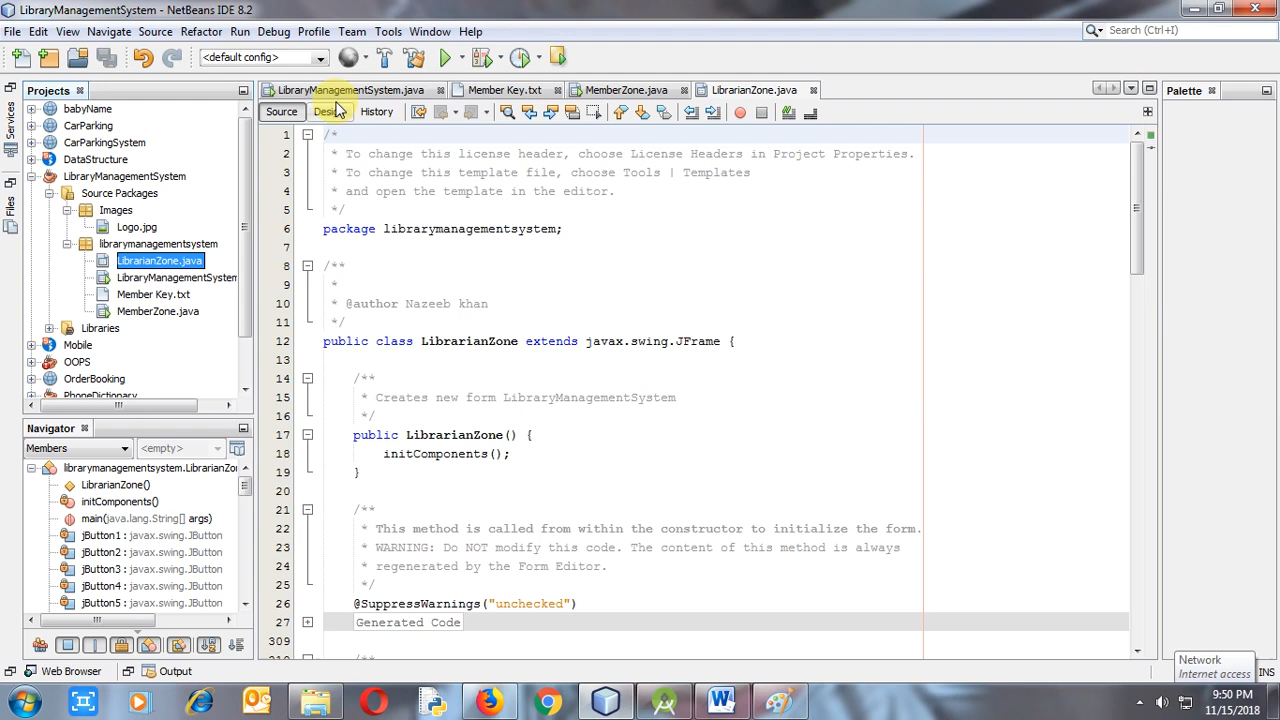 LibraryManagementSystem - NetBeans IDE 8.2
File Edit View Navigate Source Refactor Run Debug Profile Team Tools Window Help
Search (Ctrl+I)
<default config>
Projects
Services
Files
babyName
CarParking
CarParkingSystem
DataStructure
LibraryManagementSystem
Source Packages
Images
Logo.jpg
librarymanagementsystem
LibrarianZone.java
LibraryManagementSystem
Member Key.txt
MemberZone.java
Libraries
Mobile
OOPS
OrderBooking
PhoneDictionary
Navigator
Members
<empty>
librarymanagementsystem.LibrarianZo
LibrarianZone()
initComponents()
main(java.lang.String[] args)
jButton1 : javax.swing.JButton
jButton2 : javax.swing.JButton
jButton3 : javax.swing.JButton
jButton4 : javax.swing.JButton
jButton5 : javax.swing.JButton
LibraryManagementSystem.java Member Key.txt MemberZone.java LibrarianZone.java
Source Design History
1 /*
2 * To change this license header, choose License Headers in Project Properties.
3 * To change this template file, choose Tools | Templates
4 * and open the template in the editor.
5 */
6 package librarymanagementsystem;
7
8 /**
9 *
10 * @author Nazeeb khan
11 */
12 public class LibrarianZone extends javax.swing.JFrame {
13
14 /**
15 * Creates new form LibraryManagementSystem
16 */
17 public LibrarianZone() {
18 initComponents();
19 }
20
21 /**
22 * This method is called from within the constructor to initialize the form.
23 * WARNING: Do NOT modify this code. The content of this method is always
24 * regenerated by the Form Editor.
25 */
26 @SuppressWarnings("unchecked")
27 Generated Code
309
Palette
Web Browser Output
INS
Network
Internet access
9:50 PM
11/15/2018